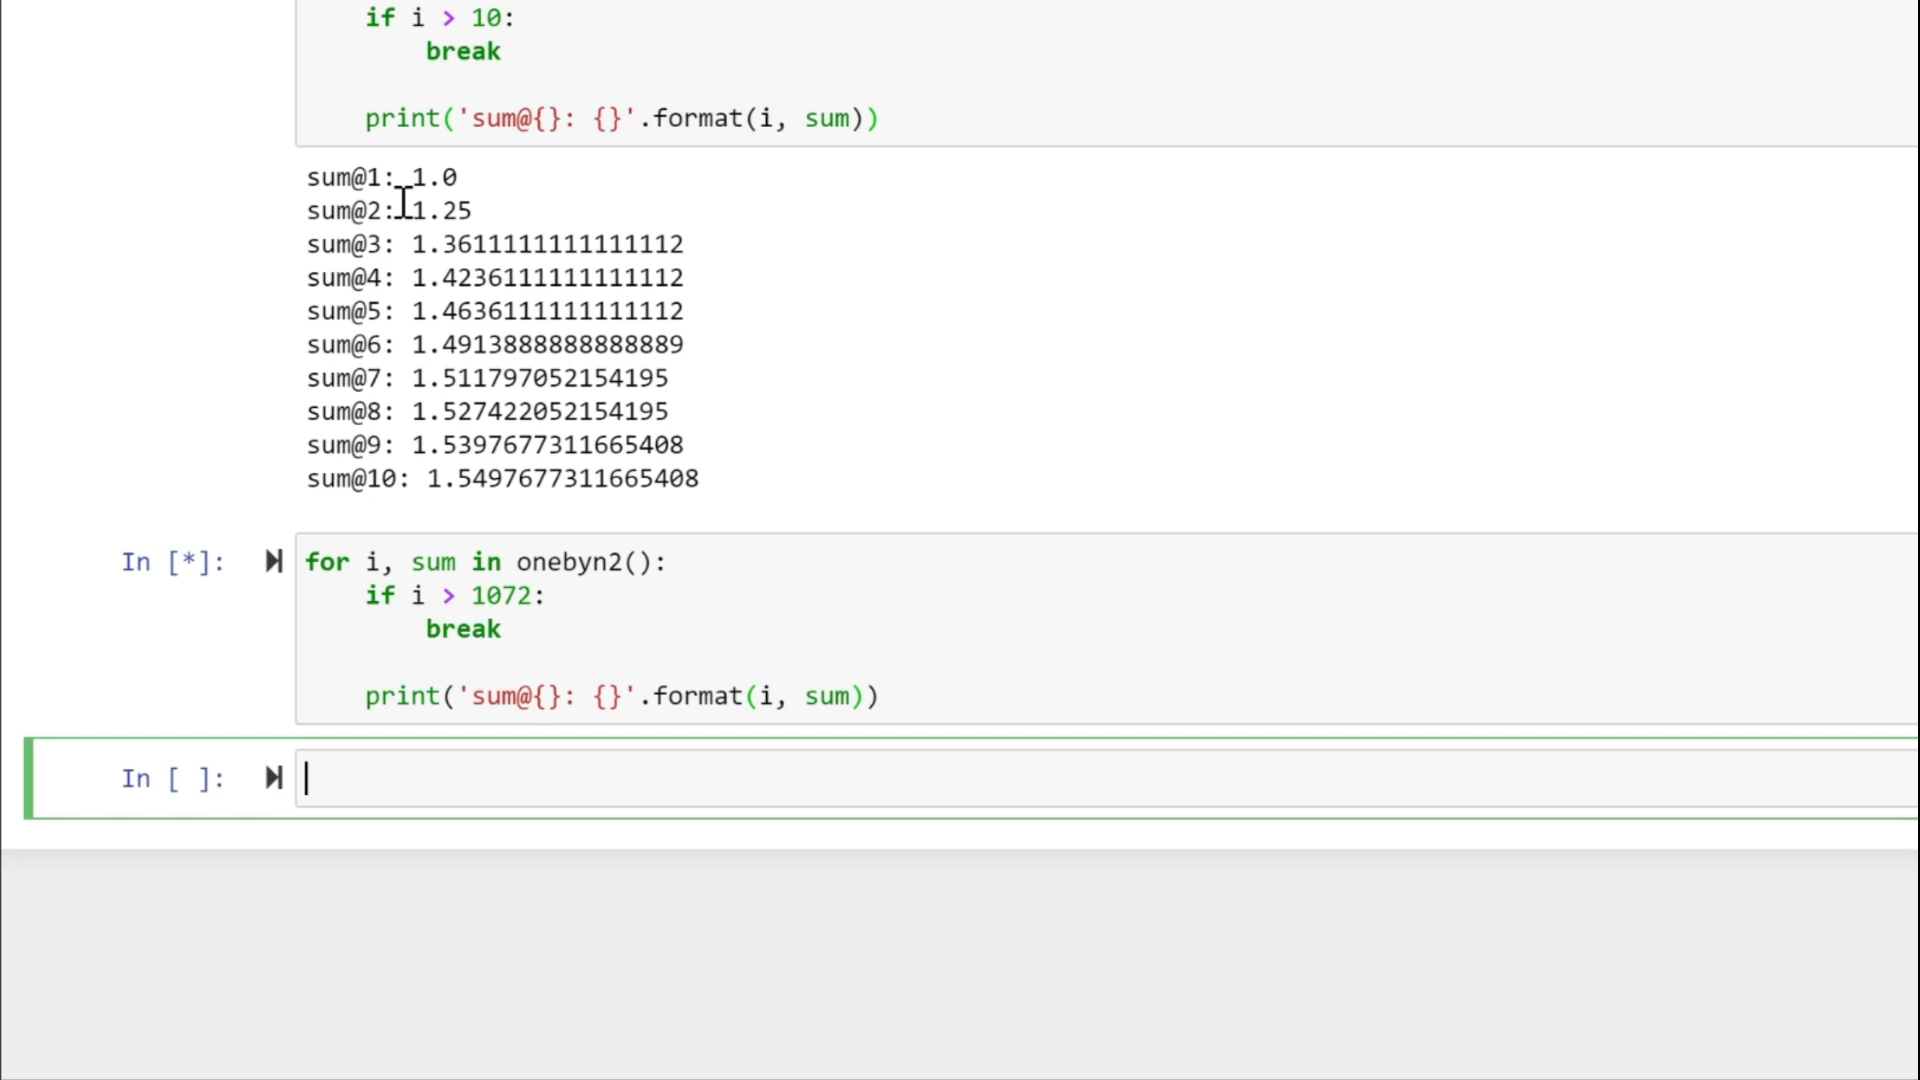 if i > 10:
break
print('sum@{}: {}'.format(i, sum))
sum@1: 1.0
sum@2: 1.25
sum@3: 1.3611111111111112
sum@4: 1.4236111111111112
sum@5: 1.4636111111111112
sum@6: 1.4913888888888889
sum@7: 1.511797052154195
sum@8: 1.527422052154195
sum@9: 1.5397677311665408
sum@10: 1.5497677311665408
In [*]: for i, sum in onebyn2():
if i > 1072:
break
print('sum@{}: {}'.format(i, sum))
In [ ]: